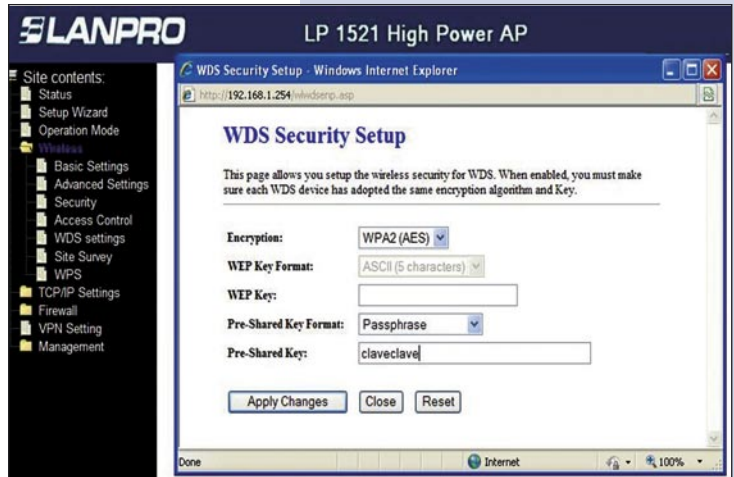 LANPRO
LP 1521 High Power AP
Site contents:
Status
Setup Wizard
Operation Mode
Wireless
Basic Settings
Advanced Settings
Security
Access Control
WDS settings
Site Survey
WPS
TCP/IP Settings
Firewall
VPN Setting
Management
WDS Security Setup - Windows Internet Explorer
http://192.168.1.254/wlwdsenp.asp
WDS Security Setup
This page allows you setup the wireless security for WDS. When enabled, you must make
sure each WDS device has adopted the same encryption algorithm and Key.
Encryption: WPA2 (AES)
WEP Key Format: ASCII (5 characters)
WEP Key:
Pre-Shared Key Format: Passphrase
Pre-Shared Key: claveclave
Apply Changes Close Reset
Done Internet 100%